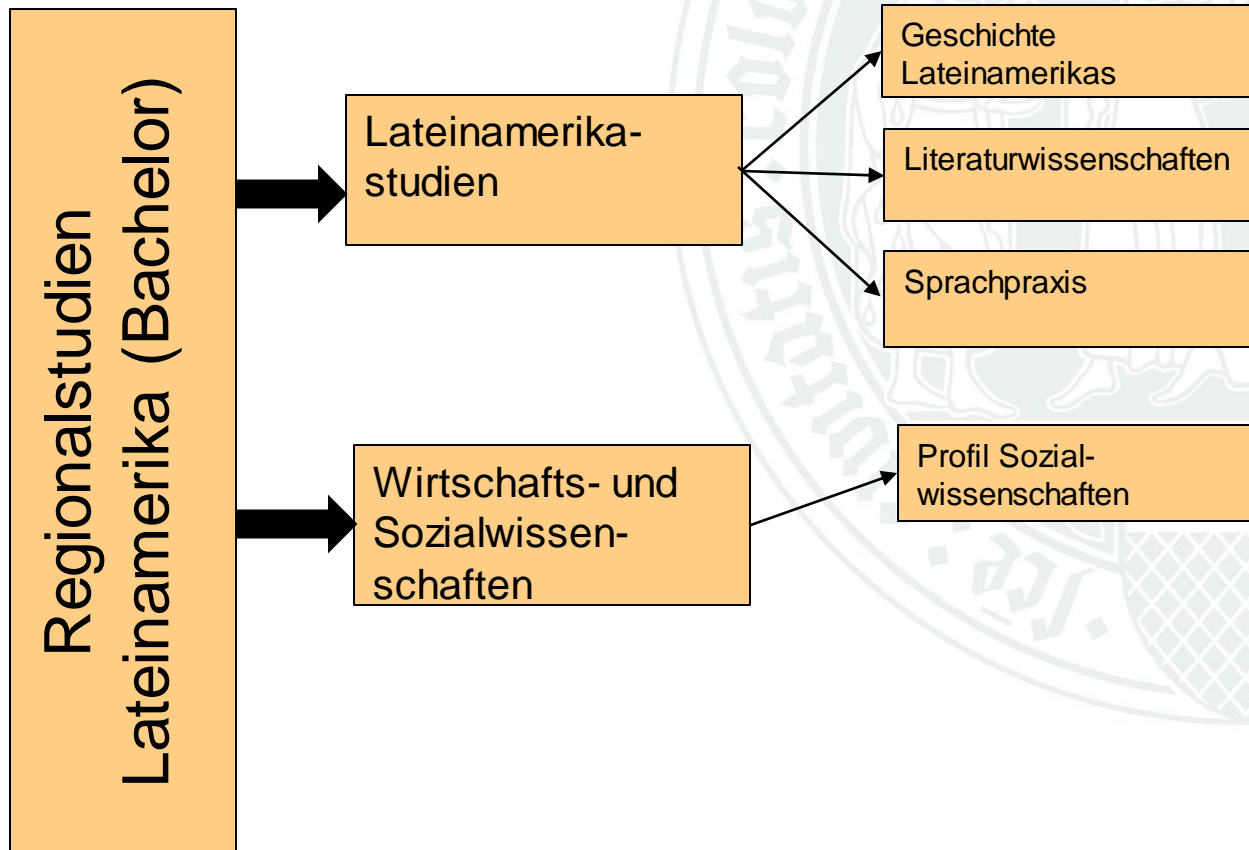 Regionalstudien
Lateinamerika (Bachelor)
Lateinamerika-
studien
Geschichte
Lateinamerikas
Literaturwissenschaften
Sprachpraxis
Wirtschafts- und
Sozialwissen-
schaften
Profil Sozial-
wissenschaften